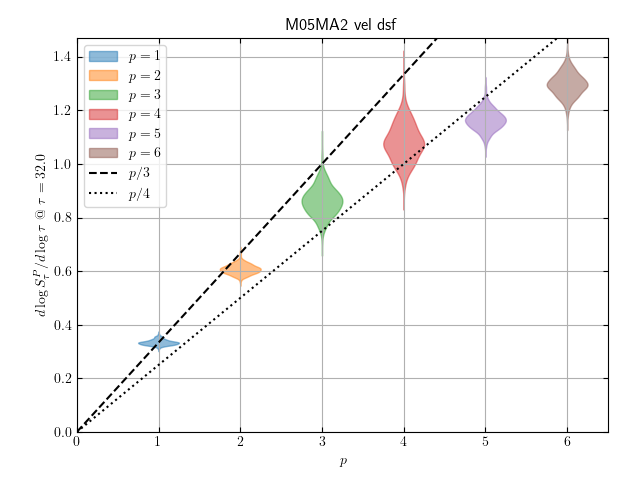 M05MA2 vel dsf
p = 1
p = 2
p = 3
p = 4
p = 5
p = 6
p/3
p/4
d log S_τ^P / d log τ @ τ = 32.0
1.4
1.2
1.0
0.8
0.6
0.4
0.2
0.0
0 1 2 3 4 5 6
p